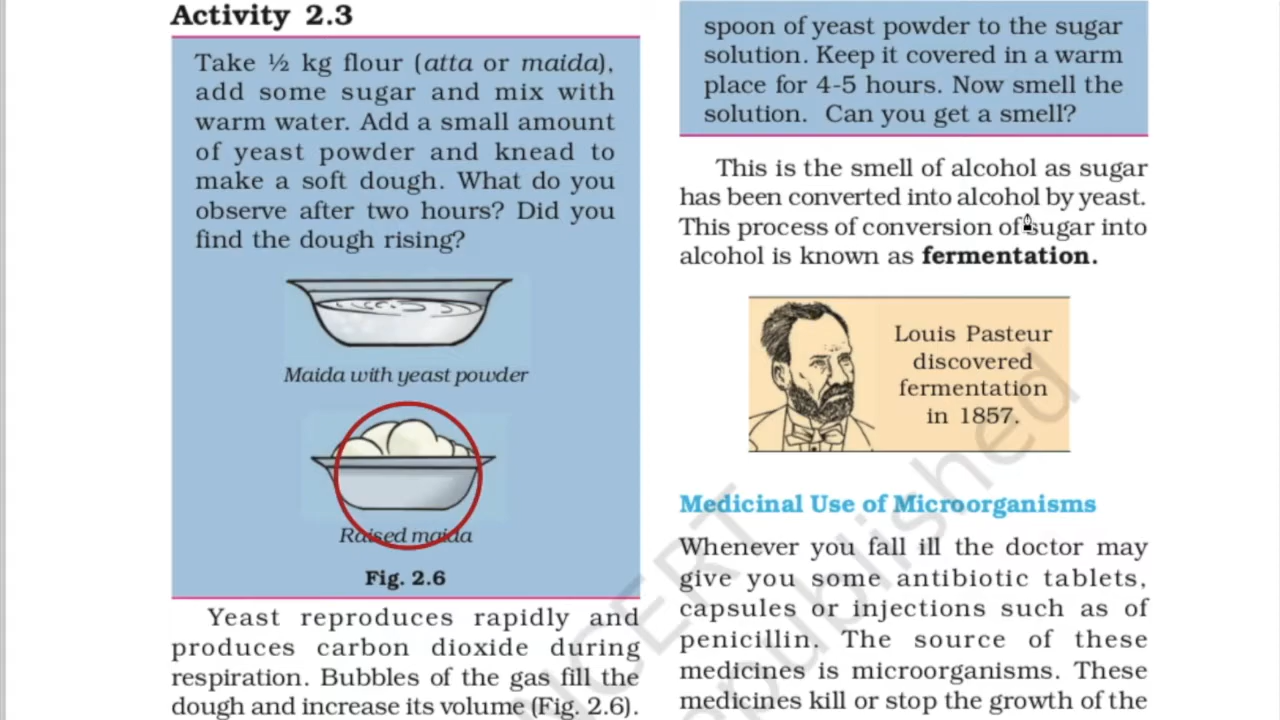 Activity 2.3
Take ½ kg flour (atta or maida),
add some sugar and mix with
warm water. Add a small amount
of yeast powder and knead to
make a soft dough. What do you
observe after two hours? Did you
find the dough rising?
Maida with yeast powder
Raised maida
Fig. 2.6
Yeast reproduces rapidly and
produces carbon dioxide during
respiration. Bubbles of the gas fill the
dough and increase its volume (Fig. 2.6).
spoon of yeast powder to the sugar
solution. Keep it covered in a warm
place for 4-5 hours. Now smell the
solution. Can you get a smell?
This is the smell of alcohol as sugar
has been converted into alcohol by yeast.
This process of conversion of sugar into
alcohol is known as fermentation.
Louis Pasteur
discovered
fermentation
in 1857.
Medicinal Use of Microorganisms
Whenever you fall ill the doctor may
give you some antibiotic tablets,
capsules or injections such as of
penicillin. The source of these
medicines is microorganisms. These
medicines kill or stop the growth of the
NCERT
republished